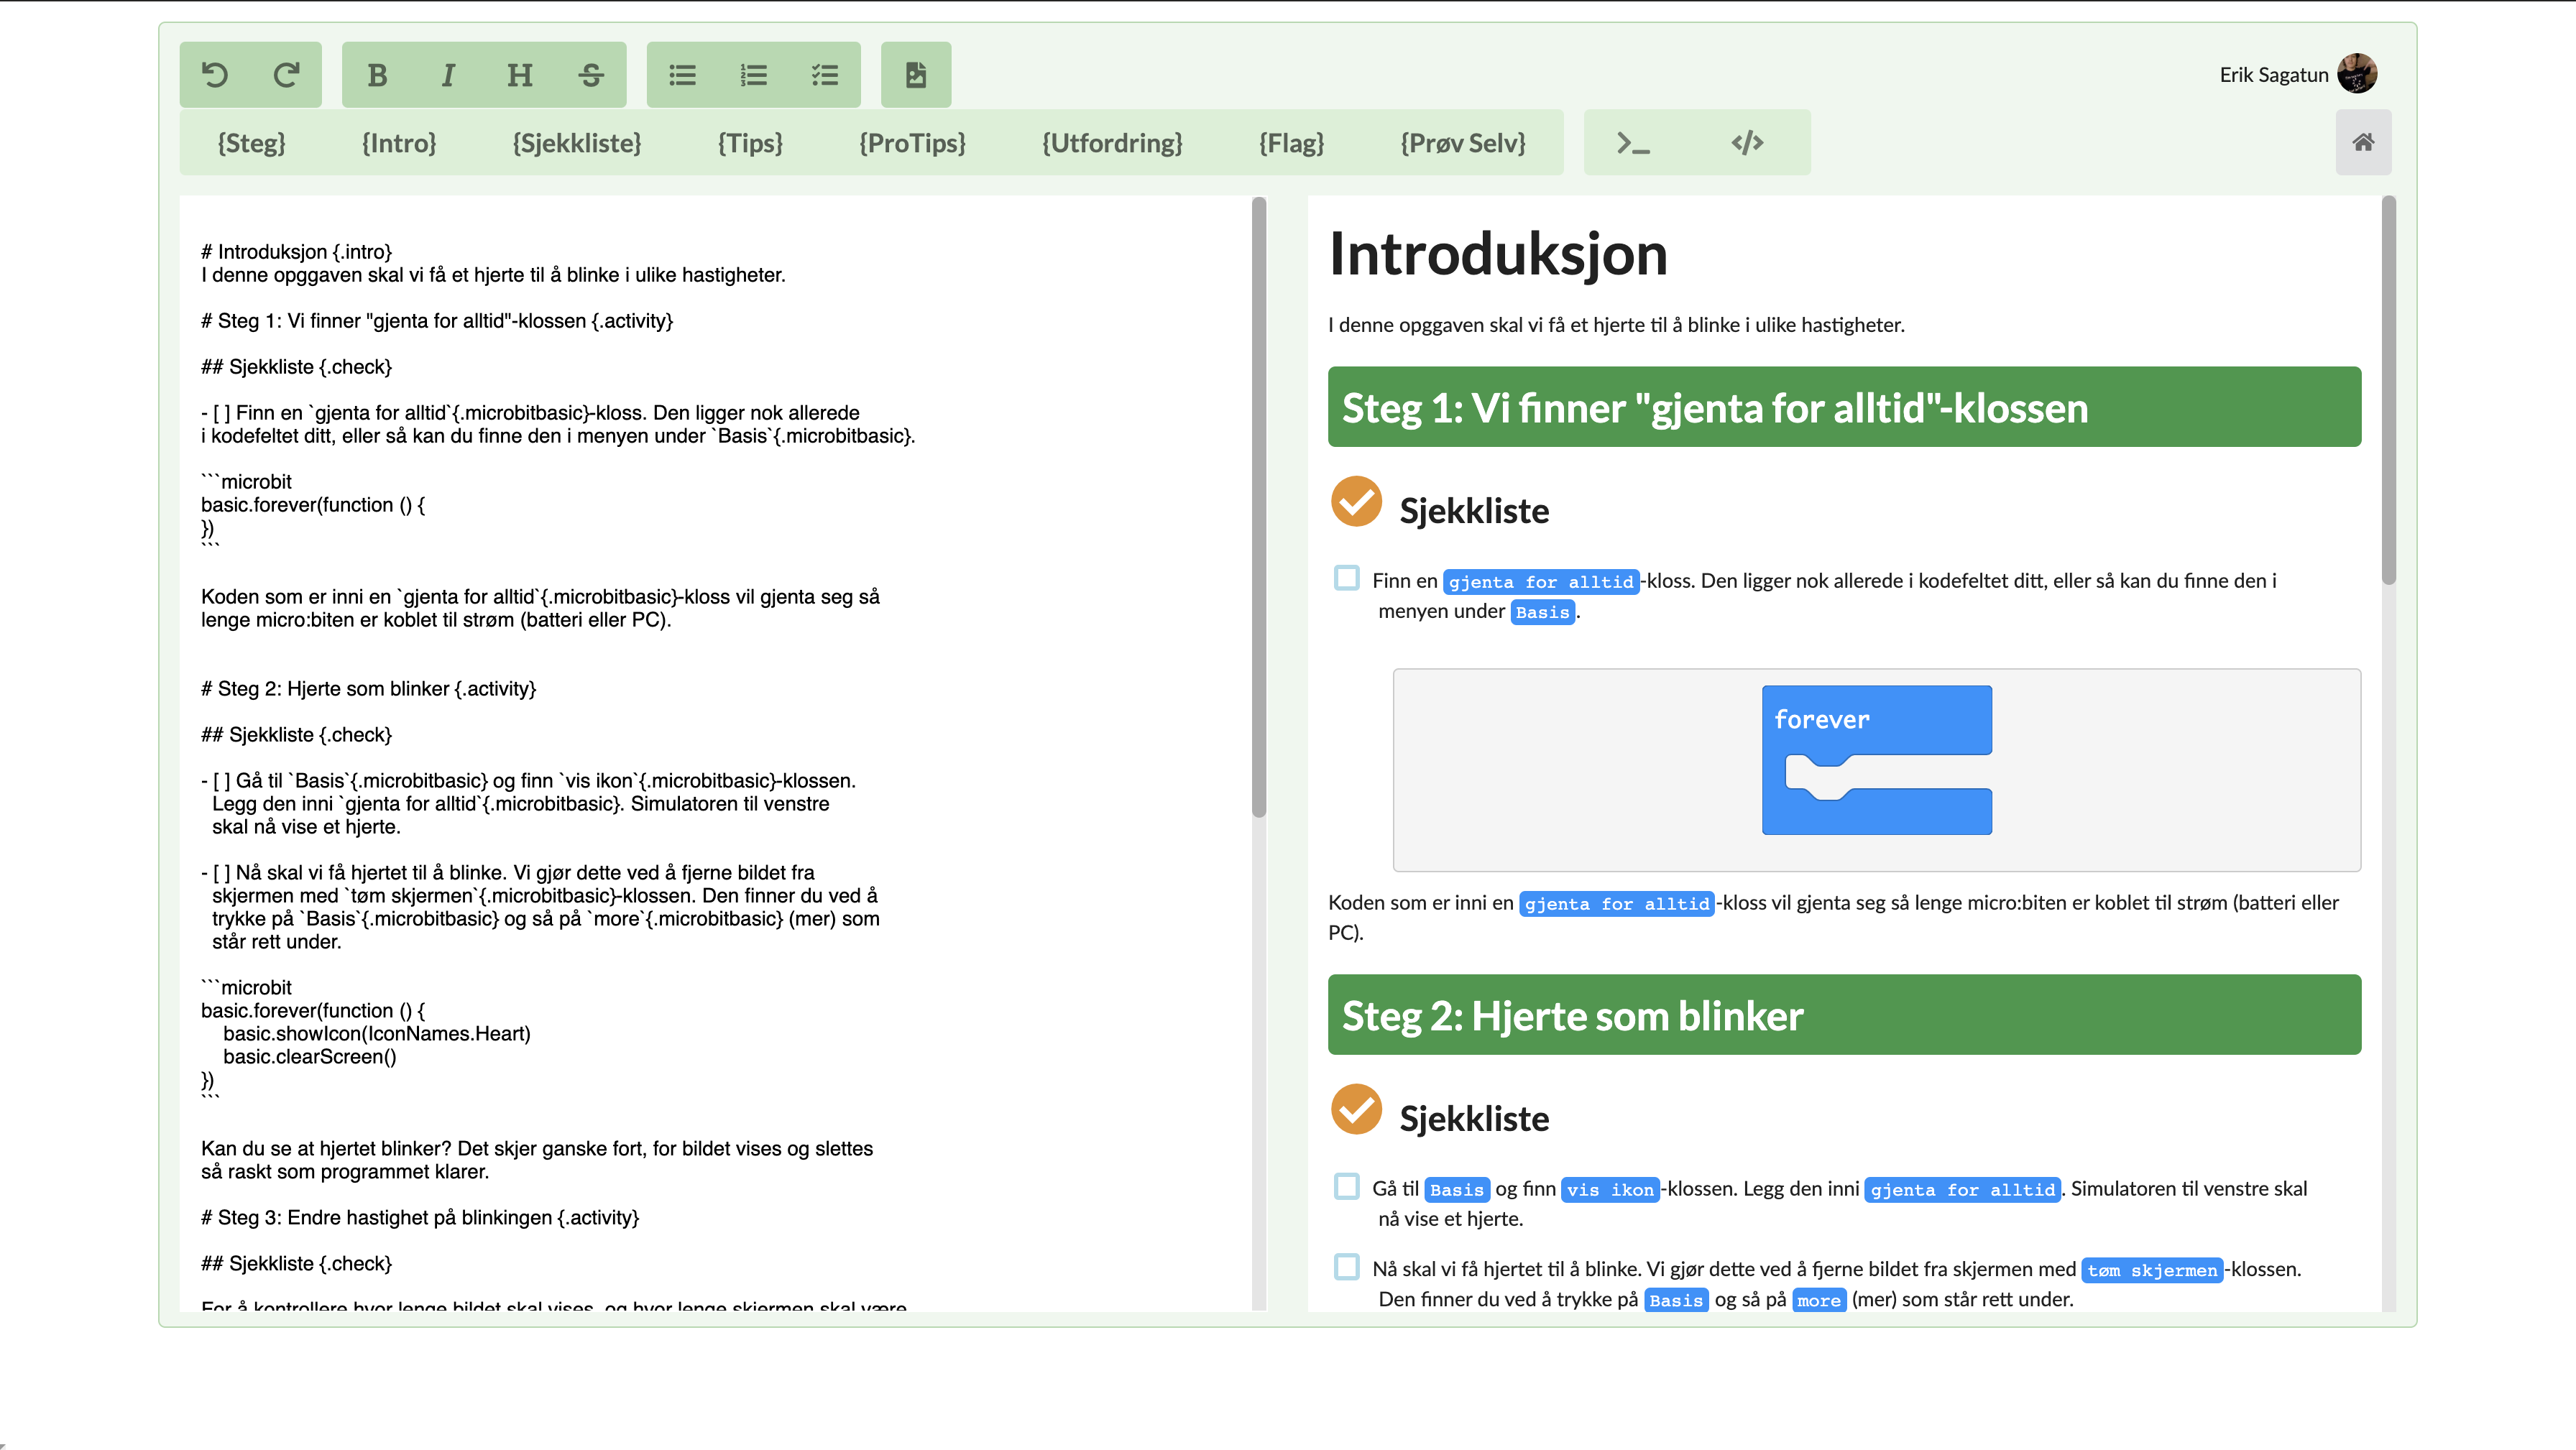 B I H S
Erik Sagatun
{Steg} {Intro} {Sjekkliste} {Tips} {ProTips} {Utfordring} {Flag} {Prøv Selv} >_ </>
# Introduksjon {.intro}
I denne opggaven skal vi få et hjerte til å blinke i ulike hastigheter.
# Steg 1: Vi finner "gjenta for alltid"-klossen {.activity}
## Sjekkliste {.check}
- [ ] Finn en `gjenta for alltid`{.microbitbasic}-kloss. Den ligger nok allerede
i kodefeltet ditt, eller så kan du finne den i menyen under `Basis`{.microbitbasic}.
```microbit
basic.forever(function () {
})
```
Koden som er inni en `gjenta for alltid`{.microbitbasic}-kloss vil gjenta seg så
lenge micro:biten er koblet til strøm (batteri eller PC).
# Steg 2: Hjerte som blinker {.activity}
## Sjekkliste {.check}
- [ ] Gå til `Basis`{.microbitbasic} og finn `vis ikon`{.microbitbasic}-klossen.
Legg den inni `gjenta for alltid`{.microbitbasic}. Simulatoren til venstre
skal nå vise et hjerte.
- [ ] Nå skal vi få hjertet til å blinke. Vi gjør dette ved å fjerne bildet fra
skjermen med `tøm skjermen`{.microbitbasic}-klossen. Den finner du ved å
trykke på `Basis`{.microbitbasic} og så på `more`{.microbitbasic} (mer) som
står rett under.
```microbit
basic.forever(function () {
basic.showIcon(IconNames.Heart)
basic.clearScreen()
})
```
Kan du se at hjertet blinker? Det skjer ganske fort, for bildet vises og slettes
så raskt som programmet klarer.
# Steg 3: Endre hastighet på blinkingen {.activity}
## Sjekkliste {.check}
For å kontrollere hvor lenge bildet skal vises, og hvor lenge skjermen skal være
Introduksjon
I denne opggaven skal vi få et hjerte til å blinke i ulike hastigheter.
Steg 1: Vi finner "gjenta for alltid"-klossen
Sjekkliste
Finn en gjenta for alltid-kloss. Den ligger nok allerede i kodefeltet ditt, eller så kan du finne den i
menyen under Basis.
forever
Koden som er inni en gjenta for alltid-kloss vil gjenta seg så lenge micro:biten er koblet til strøm (batteri eller
PC).
Steg 2: Hjerte som blinker
Sjekkliste
Gå til Basis og finn vis ikon-klossen. Legg den inni gjenta for alltid. Simulatoren til venstre skal
nå vise et hjerte.
Nå skal vi få hjertet til å blinke. Vi gjør dette ved å fjerne bildet fra skjermen med tøm skjermen-klossen.
Den finner du ved å trykke på Basis og så på more (mer) som står rett under.